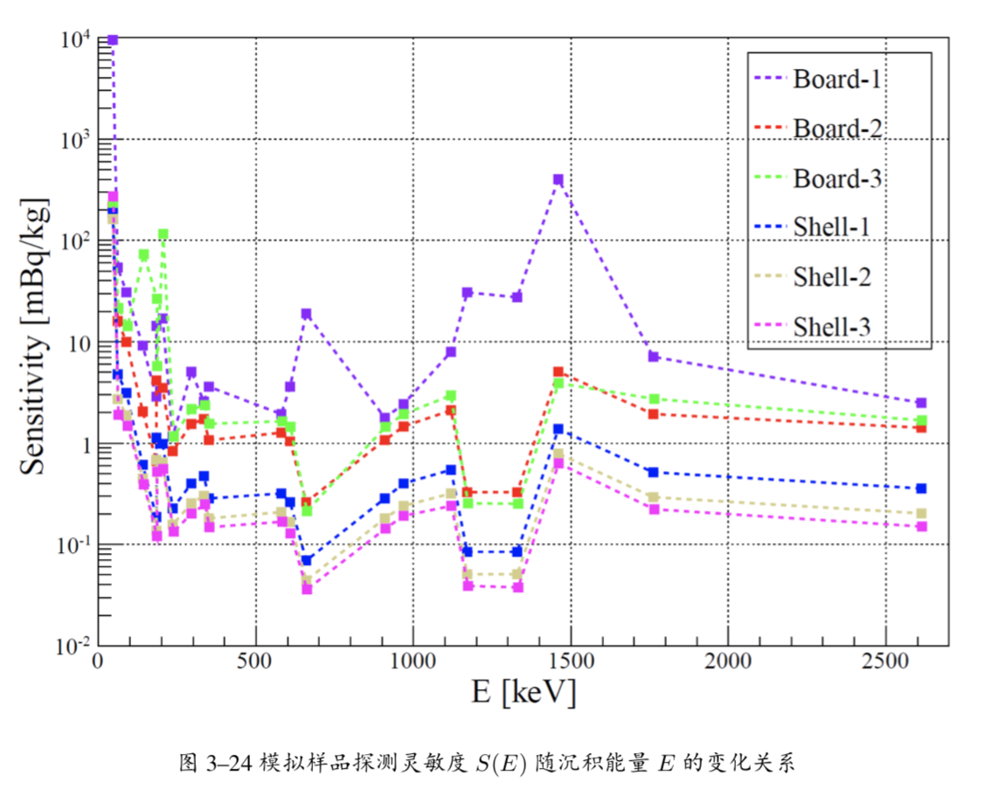 10⁴
10³
10²
10
1
10⁻¹
10⁻²
Sensitivity [mBq/kg]
Board-1
Board-2
Board-3
Shell-1
Shell-2
Shell-3
0 500 1000 1500 2000 2500
E [keV]
图 3–24 模拟样品探测灵敏度 S(E) 随沉积能量 E 的变化关系